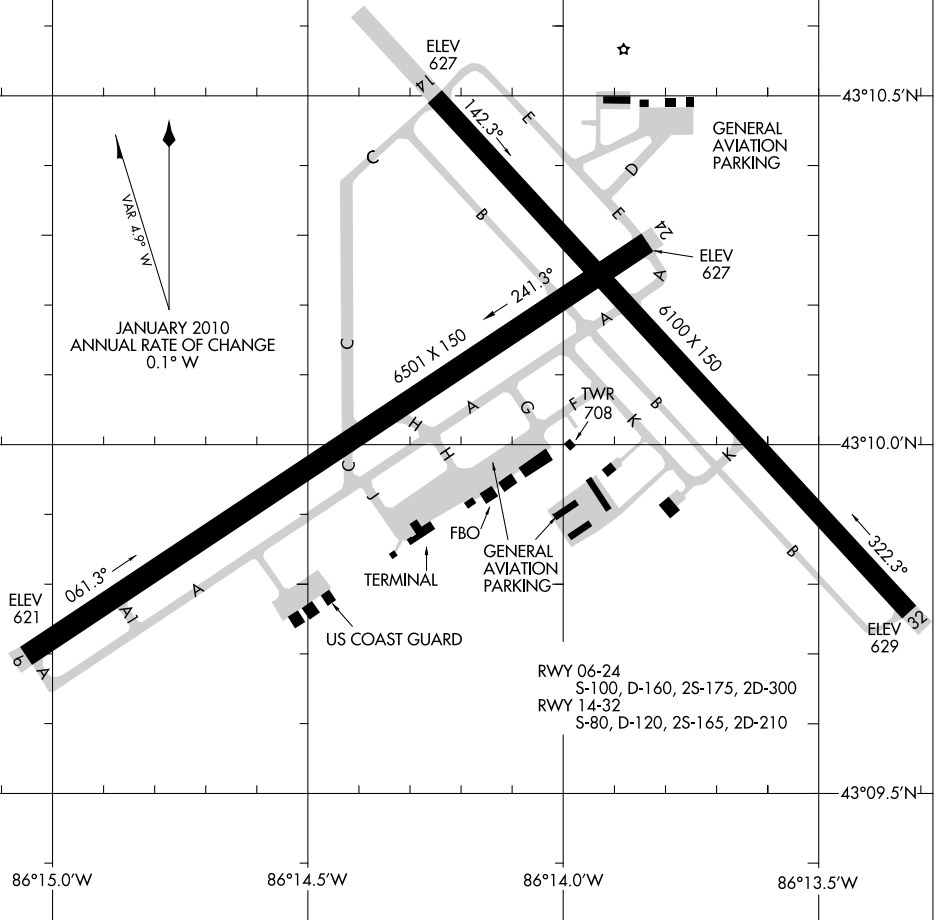 ELEV
627
14
142.3°
E
43°10.5'N
GENERAL
AVIATION
PARKING
C
D
B
E
24
VAR 4.9° W
ELEV
627
A
241.3°
JANUARY 2010
ANNUAL RATE OF CHANGE
0.1° W
A
6100 X 150
C
6501 X 150
TWR
708
H
A
G
F
K
B
43°10.0'N
H
K
C
J
FBO
GENERAL
AVIATION
PARKING
TERMINAL
B
322.3°
061.3°
A
ELEV
621
A1
US COAST GUARD
32
ELEV
629
6
A
RWY 06-24
S-100, D-160, 2S-175, 2D-300
RWY 14-32
S-80, D-120, 2S-165, 2D-210
43°09.5'N
86°15.0'W
86°14.5'W
86°14.0'W
86°13.5'W